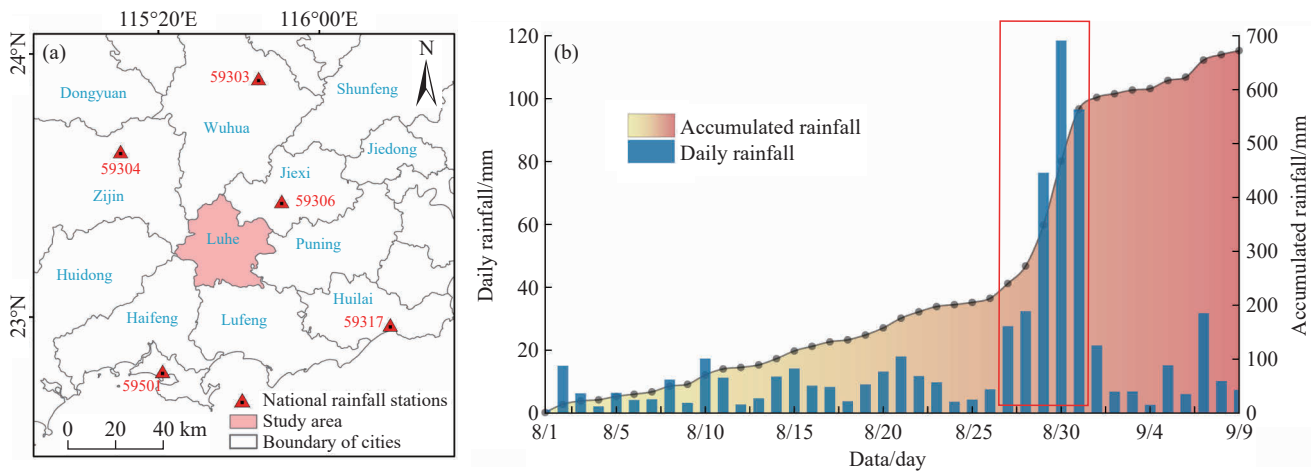 115°20′E
116°00′E
(a)
N
24°N
23°N
59303
Dongyuan
Shunfeng
Wuhua
Jiedong
59304
Jiexi
Zijin
59306
Luhe
Puning
Huidong
Huilai
59317
Haifeng
Lufeng
59501
National rainfall stations
Study area
Boundary of cities
0 20 40 km
(b)
Daily rainfall/mm
120
100
80
60
40
20
0
Accumulated rainfall
Daily rainfall
700
600
500
400
300
200
100
0
Accumulated rainfall/mm
8/1 8/5 8/10 8/15 8/20 8/25 8/30 9/4 9/9
Data/day